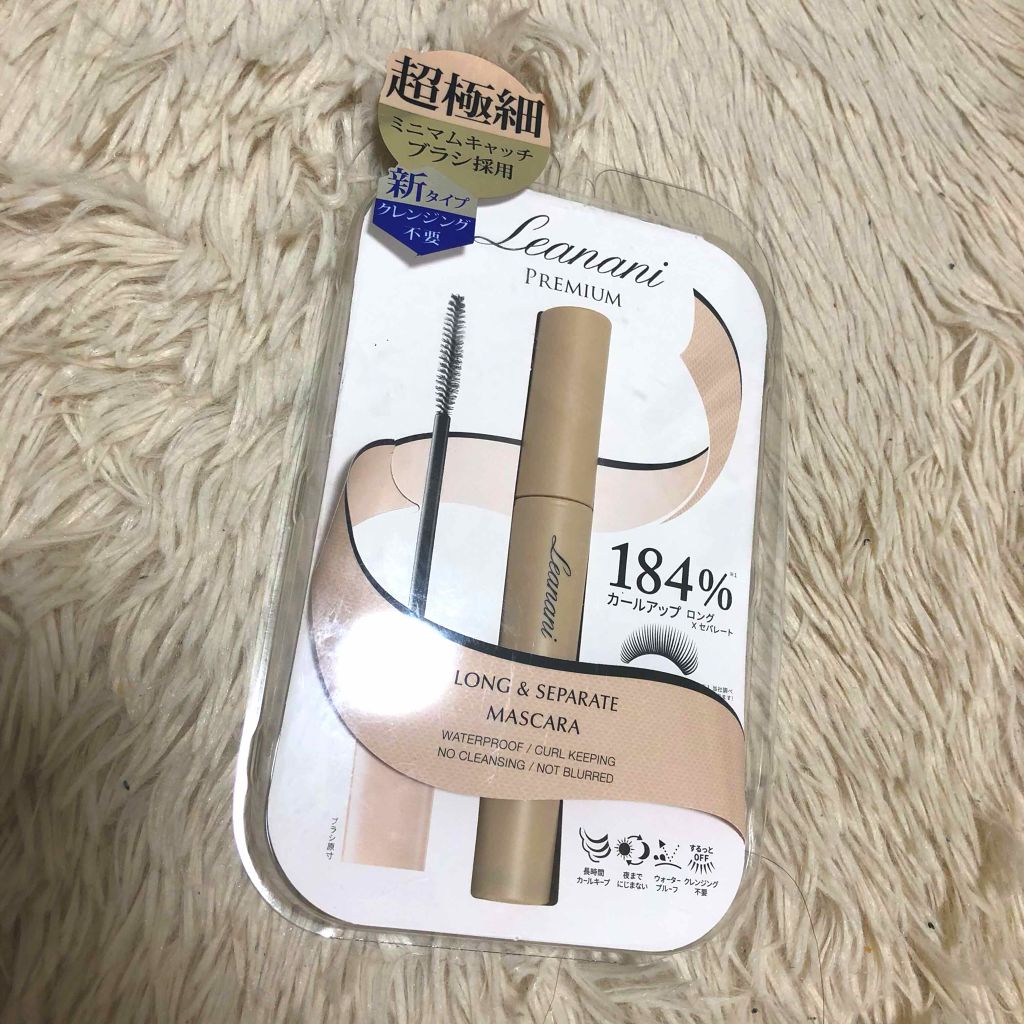 超極細
ミニマムキャッチ
ブラシ採用
新タイプ
クレンジング
不要
Leanani
PREMIUM
Leanani
184%※1
カールアップ ロング
Xセパレート
LONG & SEPARATE
MASCARA
WATERPROOF / CURL KEEPING
NO CLEANSING / NOT BLURRED
ブラシ原寸
長時間
カールキープ
夜まで
にじまない
ウォーター
プルーフ
するっと
OFF
クレンジング
不要